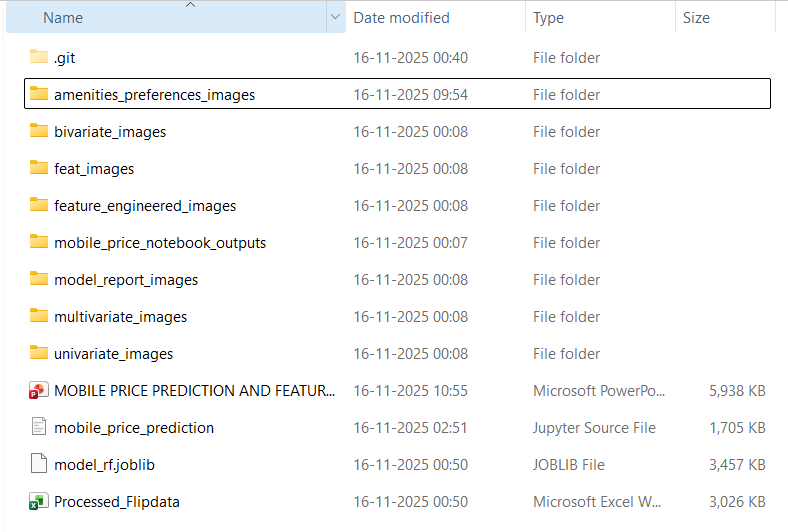 Name Date modified Type Size
.git 16-11-2025 00:40 File folder
amenities_preferences_images 16-11-2025 09:54 File folder
bivariate_images 16-11-2025 00:08 File folder
feat_images 16-11-2025 00:08 File folder
feature_engineered_images 16-11-2025 00:08 File folder
mobile_price_notebook_outputs 16-11-2025 00:07 File folder
model_report_images 16-11-2025 00:08 File folder
multivariate_images 16-11-2025 00:08 File folder
univariate_images 16-11-2025 00:08 File folder
MOBILE PRICE PREDICTION AND FEATUR... 16-11-2025 10:55 Microsoft PowerPo... 5,938 KB
mobile_price_prediction 16-11-2025 02:51 Jupyter Source File 1,705 KB
model_rf.joblib 16-11-2025 00:50 JOBLIB File 3,457 KB
Processed_Flipdata 16-11-2025 00:50 Microsoft Excel W... 3,026 KB